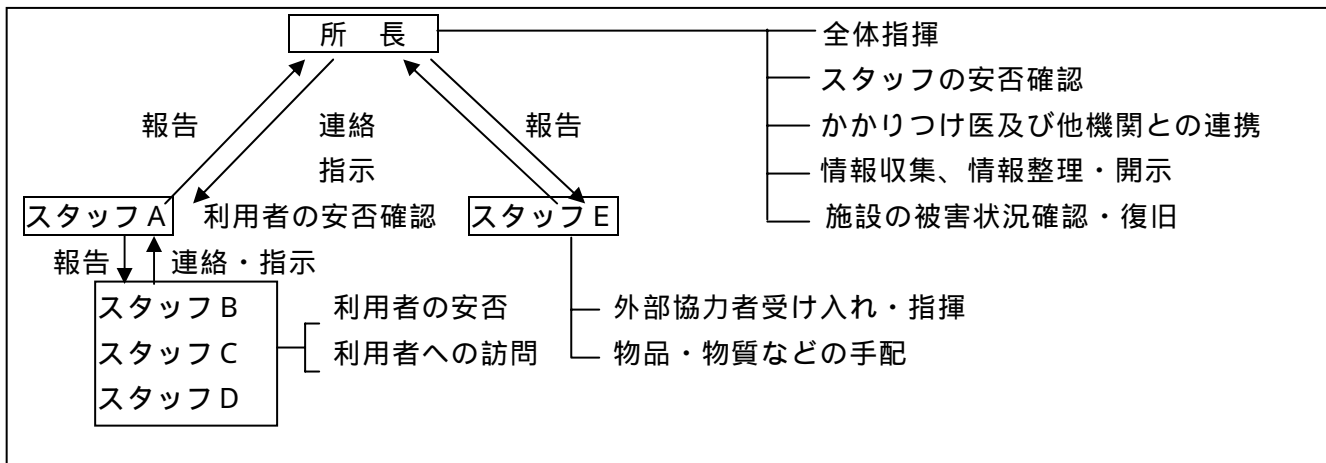 所 長
全体指揮
スタッフの安否確認
かかりつけ医及び他機関との連携
情報収集、情報整理・開示
施設の被害状況確認・復旧
報告
連絡
指示
報告
スタッフA
利用者の安否確認
スタッフE
報告
連絡・指示
スタッフB
スタッフC
スタッフD
利用者の安否
利用者への訪問
外部協力者受け入れ・指揮
物品・物質などの手配